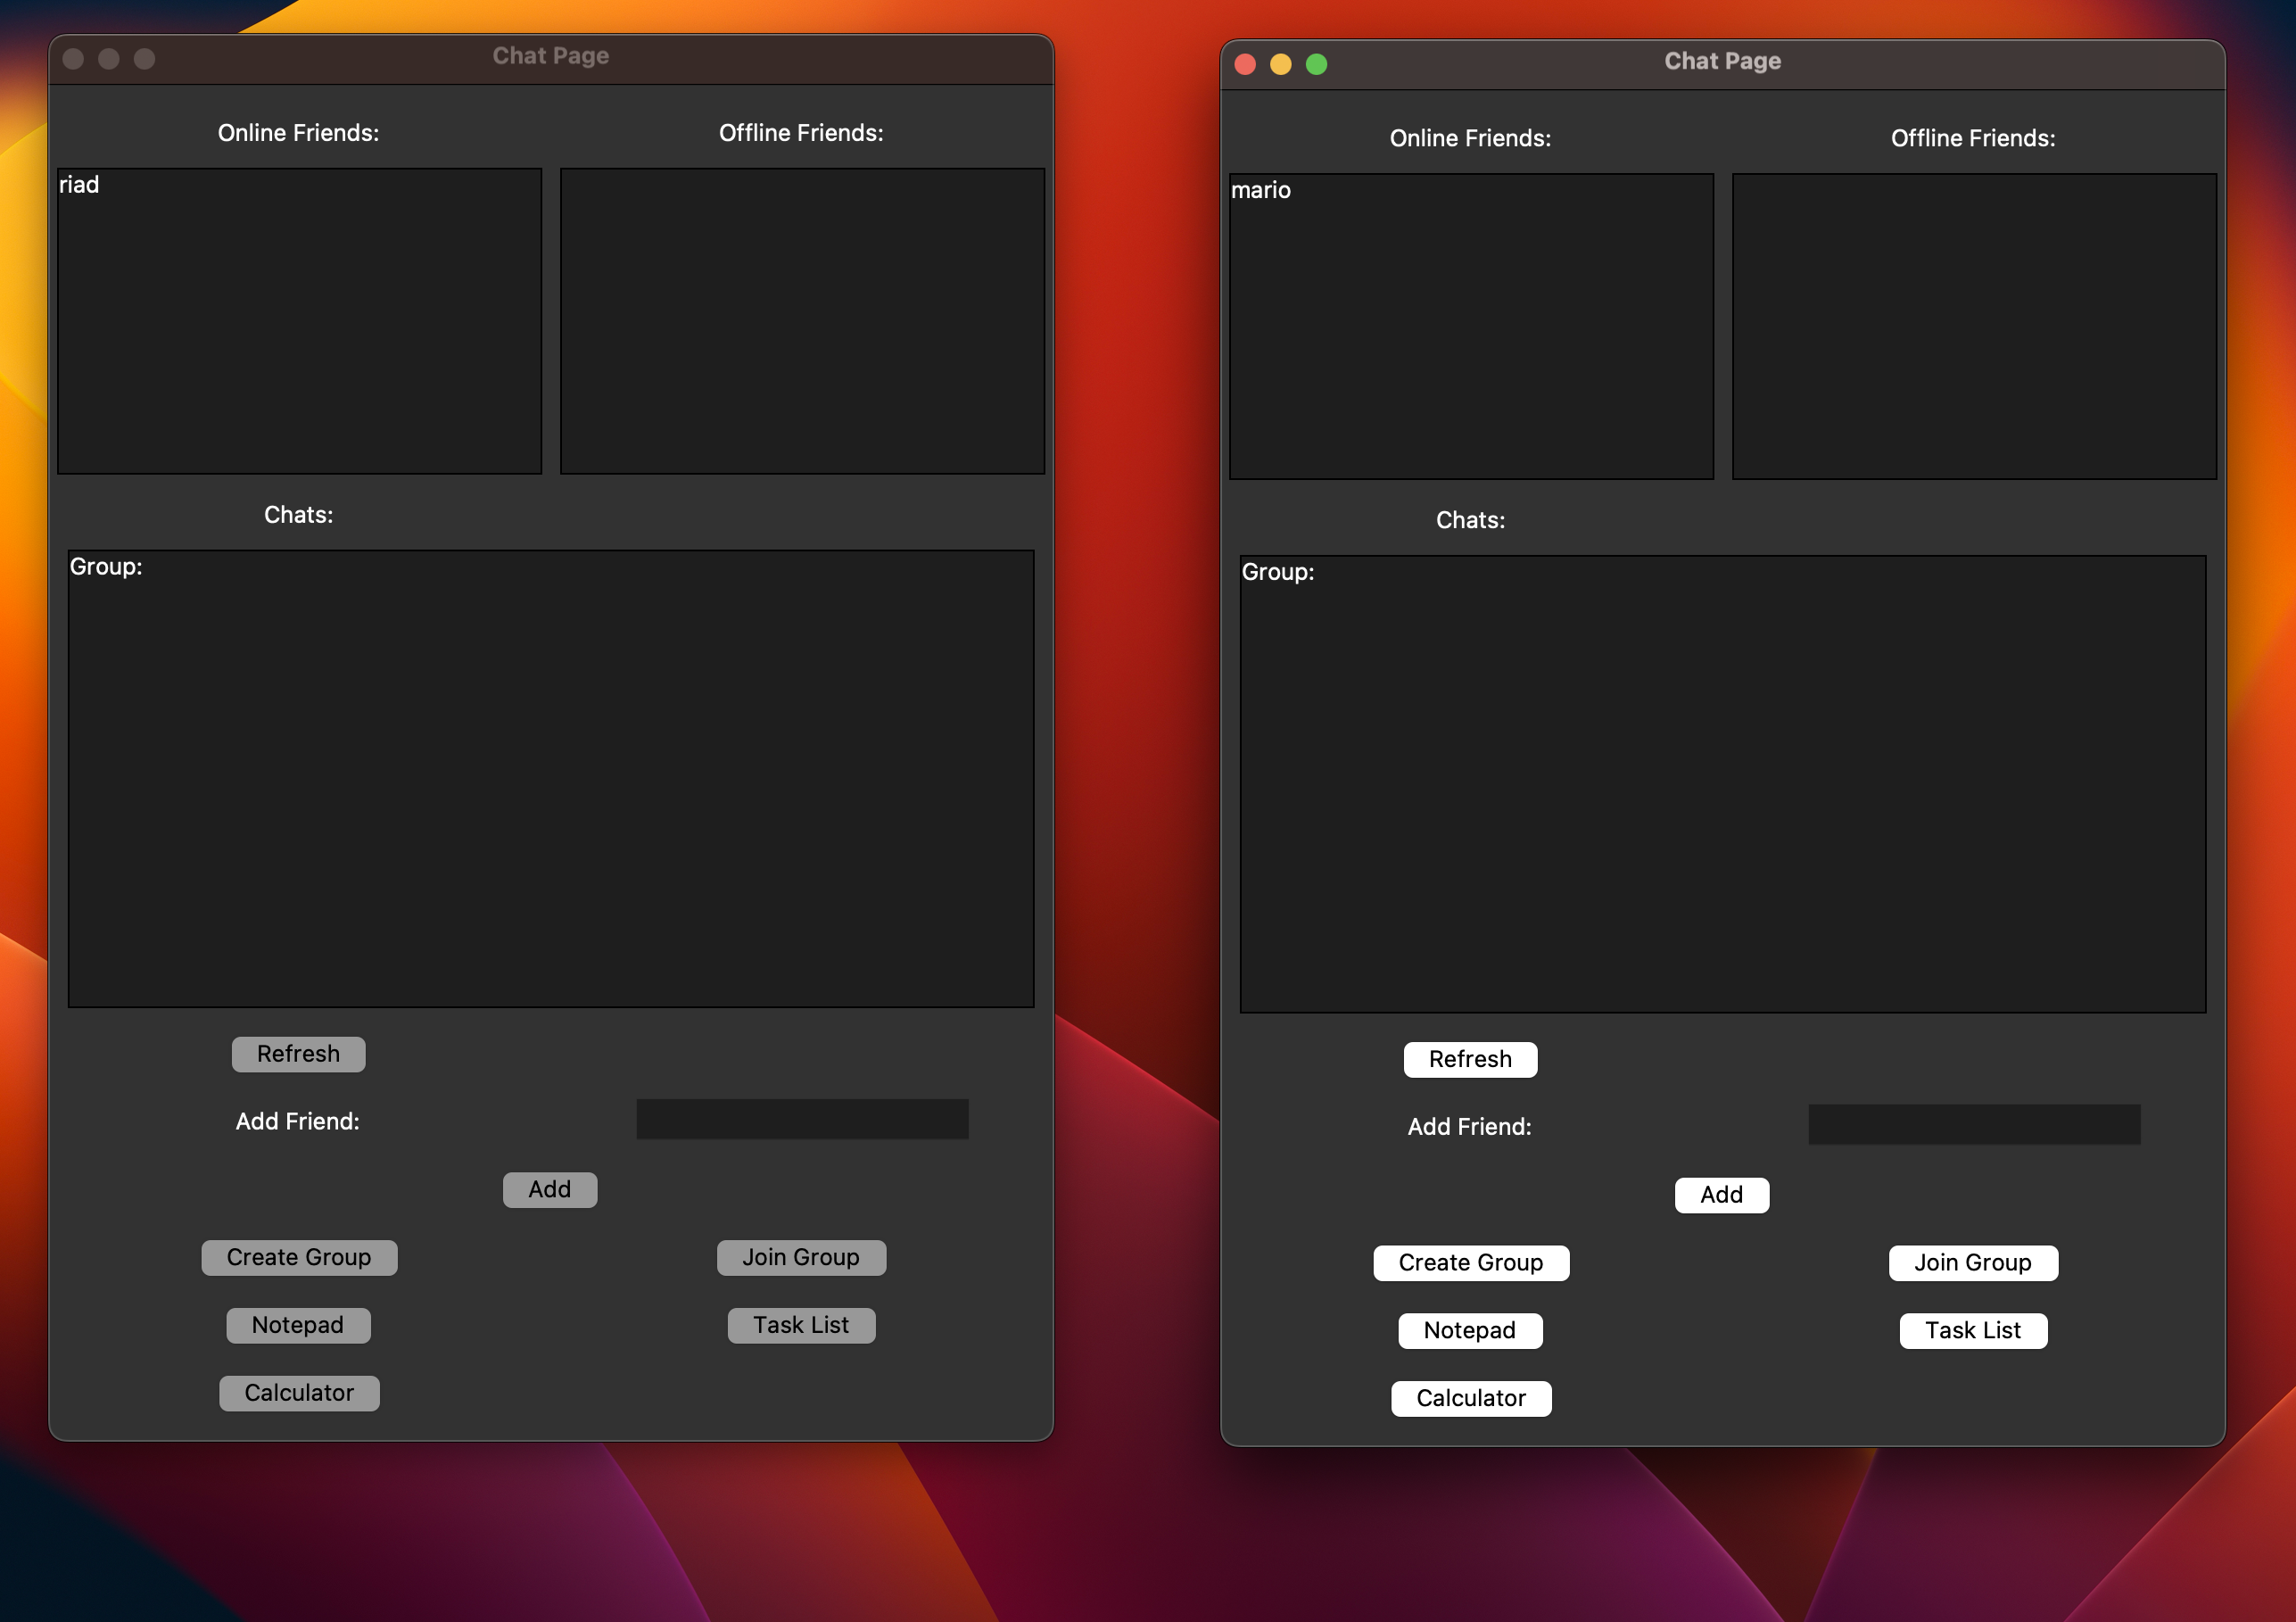 Chat Page
Online Friends: Offline Friends:
riad
Chats:
Group:
Refresh
Add Friend:
Add
Create Group Join Group
Notepad Task List
Calculator
Chat Page
Online Friends: Offline Friends:
mario
Chats:
Group:
Refresh
Add Friend:
Add
Create Group Join Group
Notepad Task List
Calculator